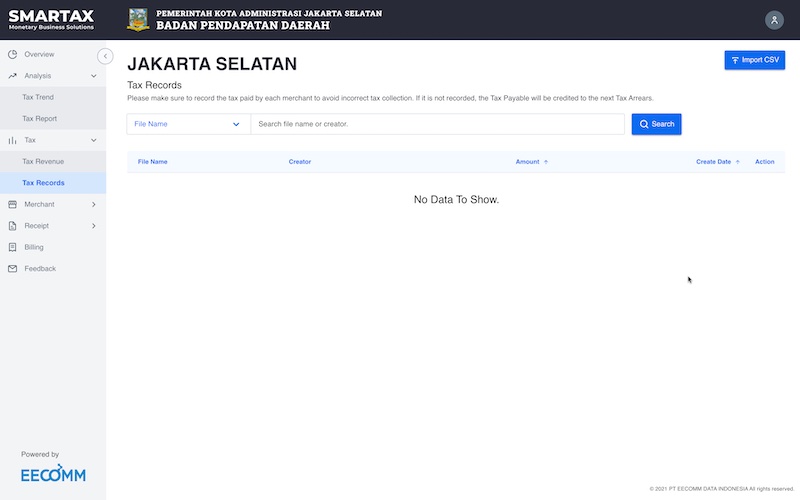 SMARTAX
Monetary Business Solutions
PEMERINTAH KOTA ADMINISTRASI JAKARTA SELATAN
BADAN PENDAPATAN DAERAH
Overview
Analysis
Tax Trend
Tax Report
Tax
Tax Revenue
Tax Records
Merchant
Receipt
Billing
Feedback
Powered by
EECOMM
JAKARTA SELATAN
Import CSV
Tax Records
Please make sure to record the tax paid by each merchant to avoid incorrect tax collection. If it is not recorded, the Tax Payable will be credited to the next Tax Arrears.
File Name
Search file name or creator.
Search
File Name Creator Amount Create Date Action
No Data To Show.
© 2021 PT EECOMM DATA INDONESIA All rights reserved.